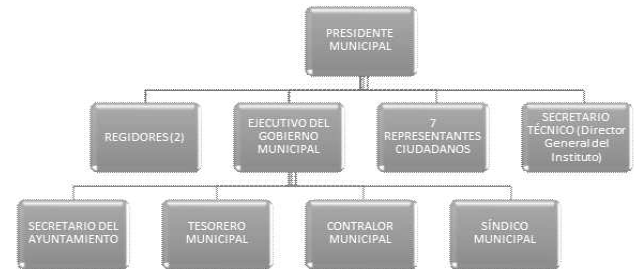 PRESIDENTE
MUNICIPAL
REGIDORES(2)
EJECUTIVO DEL
GOBIERNO
MUNICIPAL
7
REPRESENTANTES
CIUDADANOS
SECRETARIO
TÉCNICO (Director
General del
Instituto)
SECRETARIO DEL
AYUNTAMIENTO
TESORERO
MUNICIPAL
CONTRALOR
MUNICIPAL
SÍNDICO
MUNICIPAL